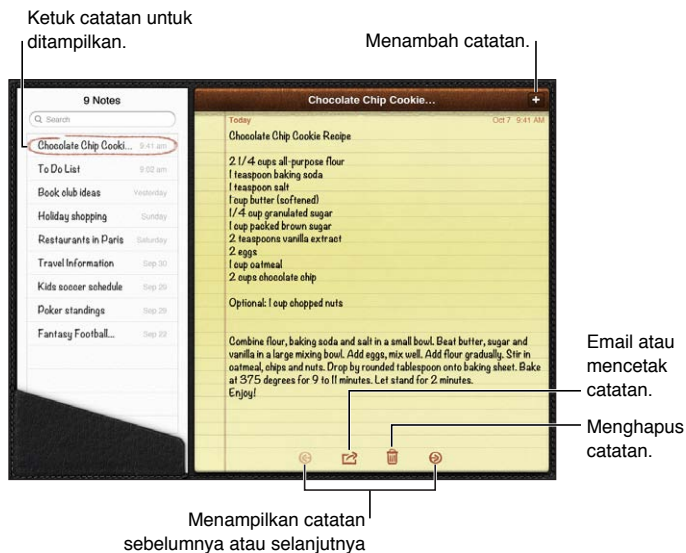 Ketuk catatan untuk
ditampilkan.
Menambah catatan.
9 Notes
Search
Chocolate Chip Cooki... 9:41 am
To Do List 9:02 am
Book club ideas Yesterday
Holiday shopping Sunday
Restaurants in Paris Saturday
Travel Information Sep 30
Kids soccer schedule Sep 29
Poker standings Sep 29
Fantasy Football... Sep 22
Chocolate Chip Cookie...
+
Today Oct 7 9:41 AM
Chocolate Chip Cookie Recipe
2 1/4 cups all-purpose flour
1 teaspoon baking soda
1 teaspoon salt
1 cup butter (softened)
1/4 cup granulated sugar
1 cup packed brown sugar
2 teaspoons vanilla extract
2 eggs
1 cup oatmeal
2 cups chocolate chip
Optional: 1 cup chopped nuts
Combine flour, baking soda and salt in a small bowl. Beat butter, sugar and
vanilla in a large mixing bowl. Add eggs, mix well. Add flour gradually. Stir in
oatmeal, chips and nuts. Drop by rounded tablespoon onto baking sheet. Bake
at 375 degrees for 9 to 11 minutes. Let stand for 2 minutes.
Enjoy!
Email atau
mencetak
catatan.
Menghapus
catatan.
Menampilkan catatan
sebelumnya atau selanjutnya